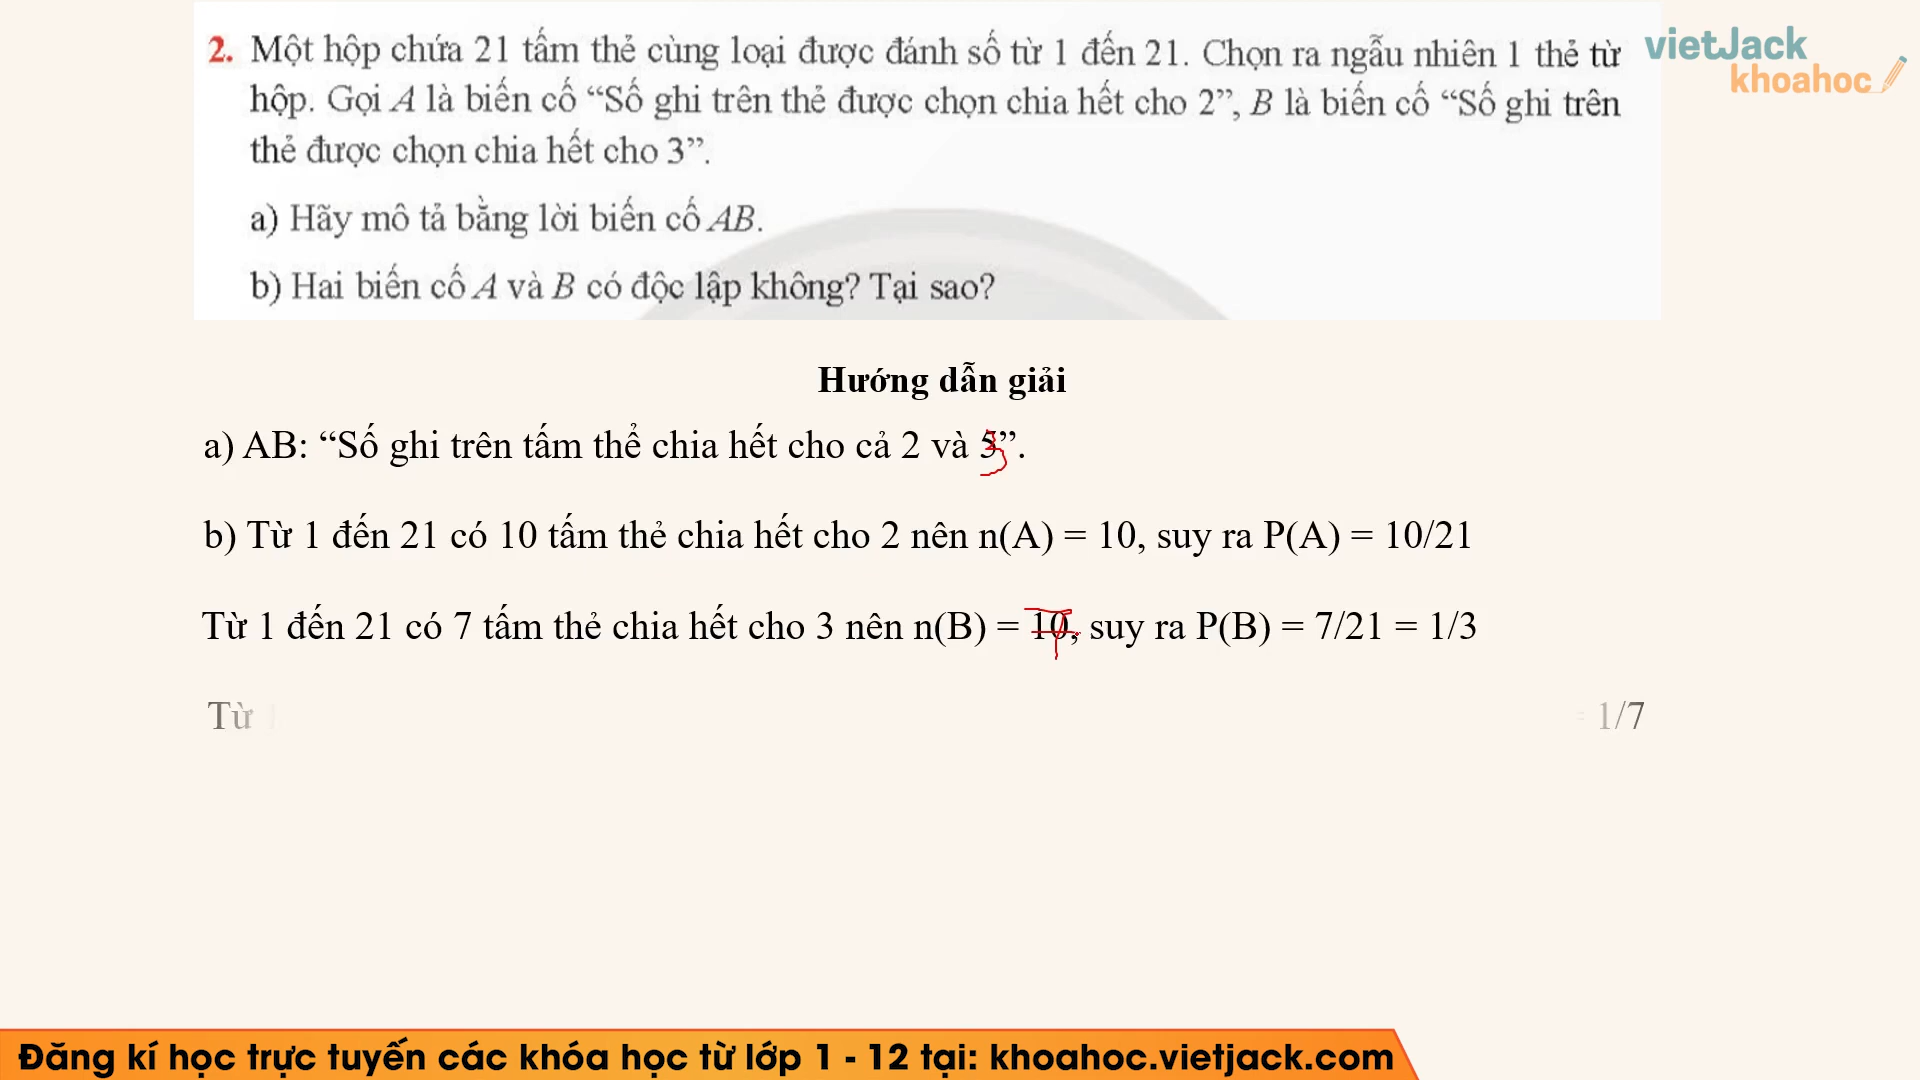 vietJack
khoahoc
2. Một hộp chứa 21 tấm thẻ cùng loại được đánh số từ 1 đến 21. Chọn ra ngẫu nhiên 1 thẻ từ
hộp. Gọi A là biến cố “Số ghi trên thẻ được chọn chia hết cho 2”, B là biến cố “Số ghi trên
thẻ được chọn chia hết cho 3”.
a) Hãy mô tả bằng lời biến cố AB.
b) Hai biến cố A và B có độc lập không? Tại sao?
Hướng dẫn giải
a) AB: “Số ghi trên tấm thể chia hết cho cả 2 và 3”.
b) Từ 1 đến 21 có 10 tấm thẻ chia hết cho 2 nên n(A) = 10, suy ra P(A) = 10/21
Từ 1 đến 21 có 7 tấm thẻ chia hết cho 3 nên n(B) = 10, suy ra P(B) = 7/21 = 1/3
Từ = 1/7
Đăng kí học trực tuyến các khóa học từ lớp 1 - 12 tại: khoahoc.vietjack.com